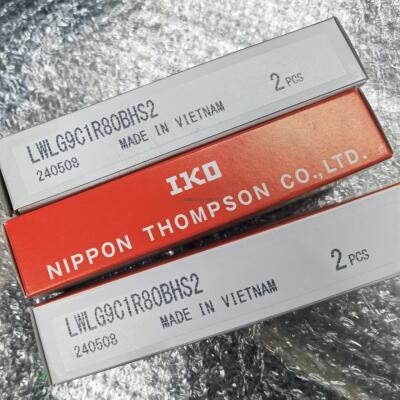 LWLG9C1R80BHS2
2 PCS
240508
MADE IN VIETNAM
IKO
NIPPON THOMPSON CO.,LTD.
LWLG9C1R80BHS2
2 PCS
240508
MADE IN VIETNAM